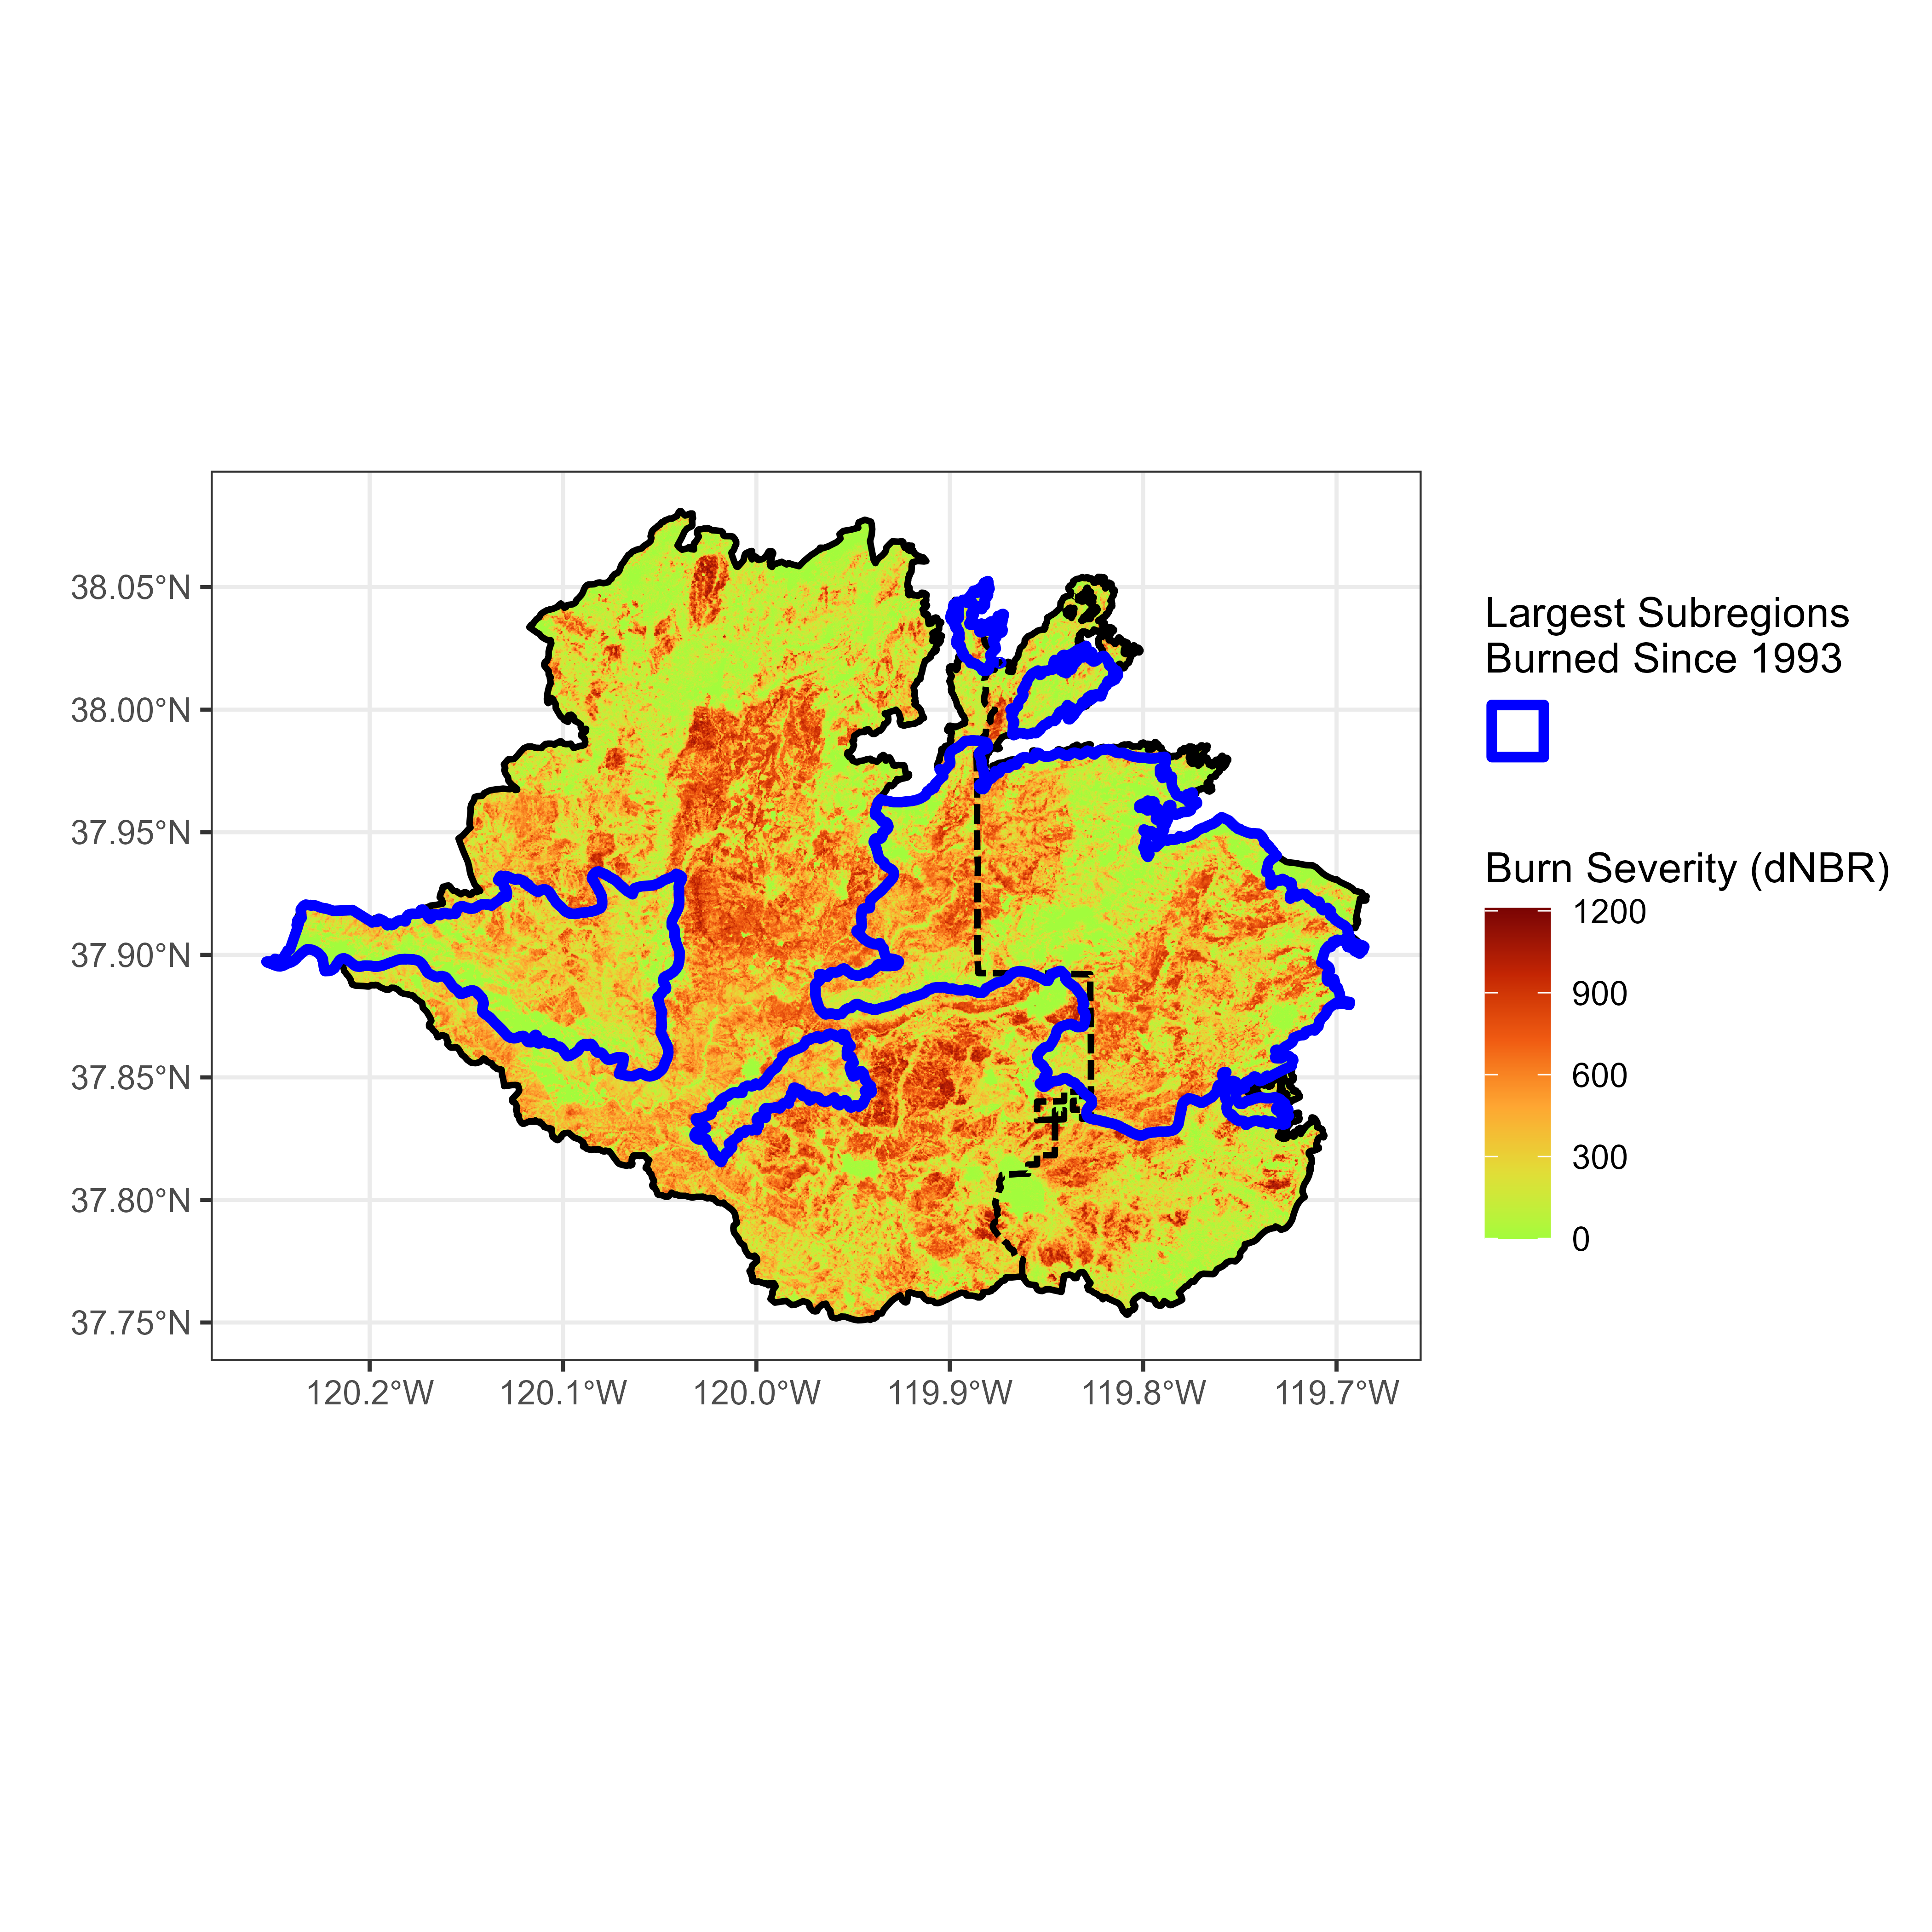 38.05°N
38.00°N
37.95°N
37.90°N
37.85°N
37.80°N
37.75°N
120.2°W
120.1°W
120.0°W
119.9°W
119.8°W
119.7°W
Largest Subregions
Burned Since 1993
Burn Severity (dNBR)
1200
900
600
300
0